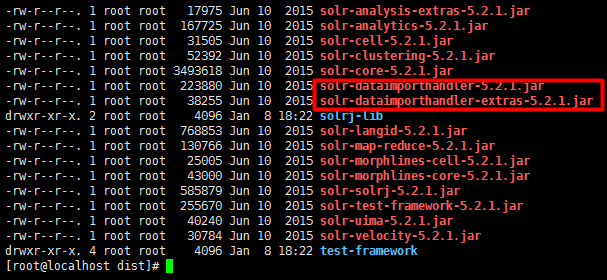 -rw-r--r--. 1 root root   17975 Jun 10  2015 solr-analysis-extras-5.2.1.jar
-rw-r--r--. 1 root root  167725 Jun 10  2015 solr-analytics-5.2.1.jar
-rw-r--r--. 1 root root   31505 Jun 10  2015 solr-cell-5.2.1.jar
-rw-r--r--. 1 root root   52392 Jun 10  2015 solr-clustering-5.2.1.jar
-rw-r--r--. 1 root root 3493618 Jun 10  2015 solr-core-5.2.1.jar
-rw-r--r--. 1 root root  223880 Jun 10  2015 solr-dataimporthandler-5.2.1.jar
-rw-r--r--. 1 root root   38255 Jun 10  2015 solr-dataimporthandler-extras-5.2.1.jar
drwxr-xr-x. 2 root root    4096 Jan  8 18:22 solrj-lib
-rw-r--r--. 1 root root  768853 Jun 10  2015 solr-langid-5.2.1.jar
-rw-r--r--. 1 root root  130766 Jun 10  2015 solr-map-reduce-5.2.1.jar
-rw-r--r--. 1 root root   25005 Jun 10  2015 solr-morphlines-cell-5.2.1.jar
-rw-r--r--. 1 root root   43000 Jun 10  2015 solr-morphlines-core-5.2.1.jar
-rw-r--r--. 1 root root  585879 Jun 10  2015 solr-solrj-5.2.1.jar
-rw-r--r--. 1 root root  255670 Jun 10  2015 solr-test-framework-5.2.1.jar
-rw-r--r--. 1 root root   40240 Jun 10  2015 solr-uima-5.2.1.jar
-rw-r--r--. 1 root root   30784 Jun 10  2015 solr-velocity-5.2.1.jar
drwxr-xr-x. 4 root root    4096 Jan  8 18:22 test-framework
[root@localhost dist]#